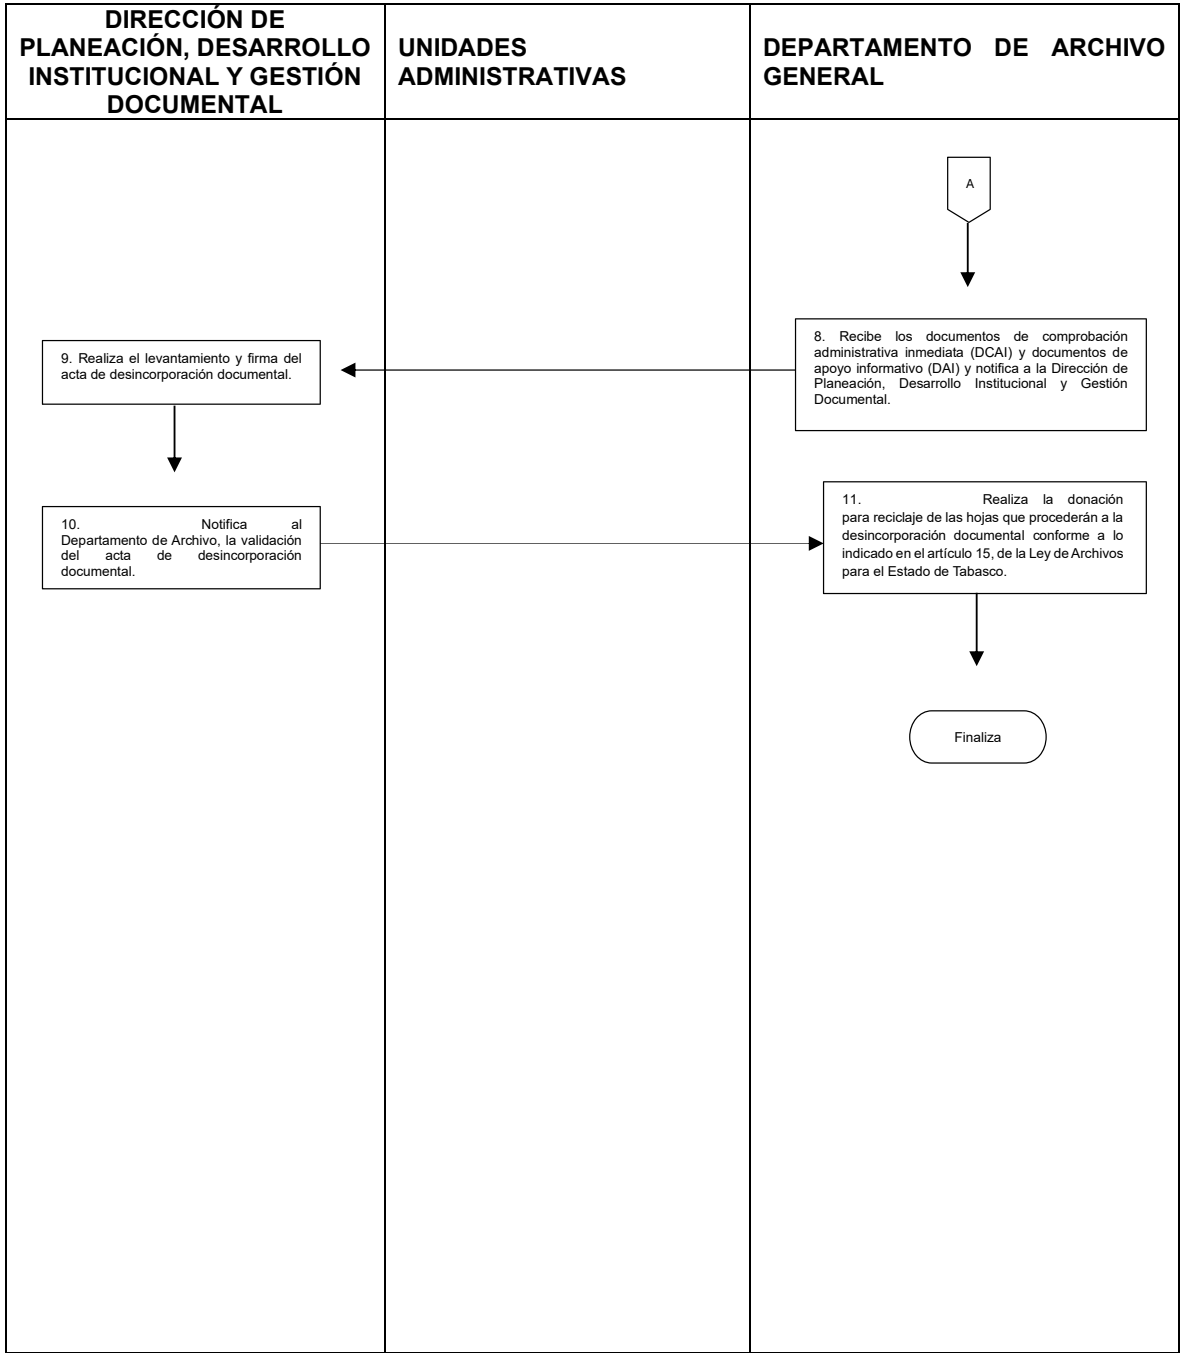 DIRECCIÓN DE
PLANEACIÓN, DESARROLLO
INSTITUCIONAL Y GESTIÓN
DOCUMENTAL
UNIDADES
ADMINISTRATIVAS
DEPARTAMENTO DE ARCHIVO
GENERAL
A
8. Recibe los documentos de comprobación
administrativa inmediata (DCAI) y documentos de
apoyo informativo (DAI) y notifica a la Dirección de
Planeación, Desarrollo Institucional y Gestión
Documental.
9. Realiza el levantamiento y firma del
acta de desincorporación documental.
10. Notifica al
Departamento de Archivo, la validación
del acta de desincorporación
documental.
11. Realiza la donación
para reciclaje de las hojas que procederán a la
desincorporación documental conforme a lo
indicado en el artículo 15, de la Ley de Archivos
para el Estado de Tabasco.
Finaliza